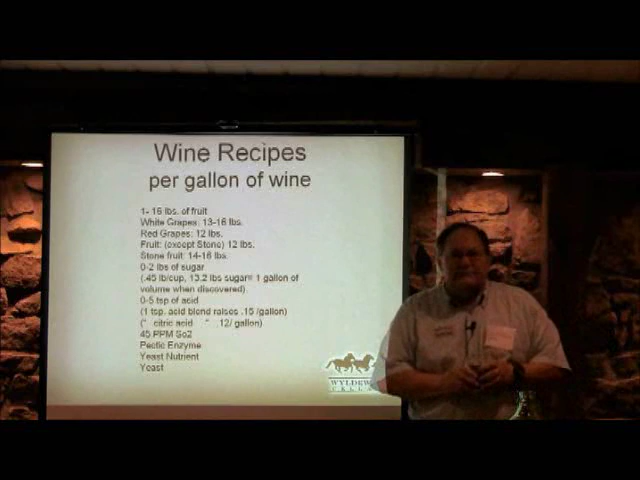 Wine Recipes
per gallon of wine
1- 16 lbs. of fruit
White Grapes: 13-16 lbs.
Red Grapes: 12 lbs.
Fruit: (except Stone) 12 lbs.
Stone fruit: 14-16 lbs.
0-2 lbs of sugar
(.45 lb/cup, 13.2 lbs sugar= 1 gallon of
volume when discovered).
0-5 tsp of acid
(1 tsp. acid blend raises .15 /gallon)
(" citric acid " .12/ gallon)
45 PPM So2
Pectic Enzyme
Yeast Nutrient
Yeast